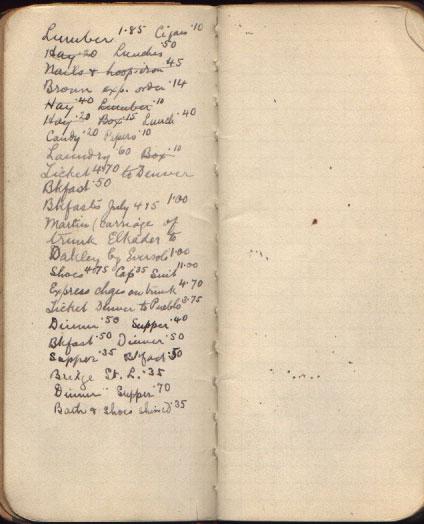 Lumber 1.85 Cigars .10
Hay .20 Lunches .50
Nails & hoop iron .45
Brown exp. order .14
Hay .40 Lumber .10
Hay .20 Box .15 Lunch .40
Candy .20 Papers .10
Laundry .60 Box .10
Ticket 4.70 to Denver
Bkfast .50
Bkfasts July 4 & 5 1.00
Martin (carriage of
trunk Elkader to
Oakley by Eversole 1.00
Shoes 4.75 Cap .35 Suit 11.00
Express chges on trunk 4.70
Ticket Denver to Pueblo 3.75
Dinner .50 Supper .40
Bkfast .50 Dinner .50
Supper .35 Bkfast .50
Bridge St. L. .35
Dinner Supper .70
Bath & shoes shined .35